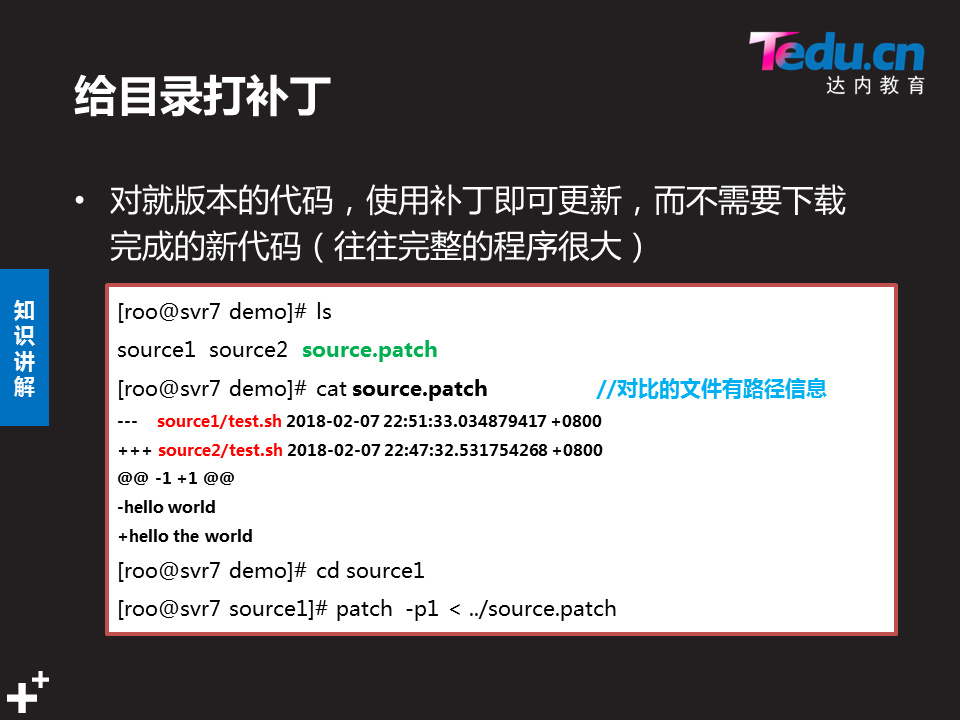 Tedu.cn
达内教育
给目录打补丁
• 对就版本的代码，使用补丁即可更新，而不需要下载
完成的新代码（往往完整的程序很大）
知识讲解
[roo@svr7 demo]# ls
source1 source2 source.patch
[roo@svr7 demo]# cat source.patch //对比的文件有路径信息
--- source1/test.sh 2018-02-07 22:51:33.034879417 +0800
+++ source2/test.sh 2018-02-07 22:47:32.531754268 +0800
@@ -1 +1 @@
-hello world
+hello the world
[roo@svr7 demo]# cd source1
[roo@svr7 source1]# patch -p1 < ../source.patch